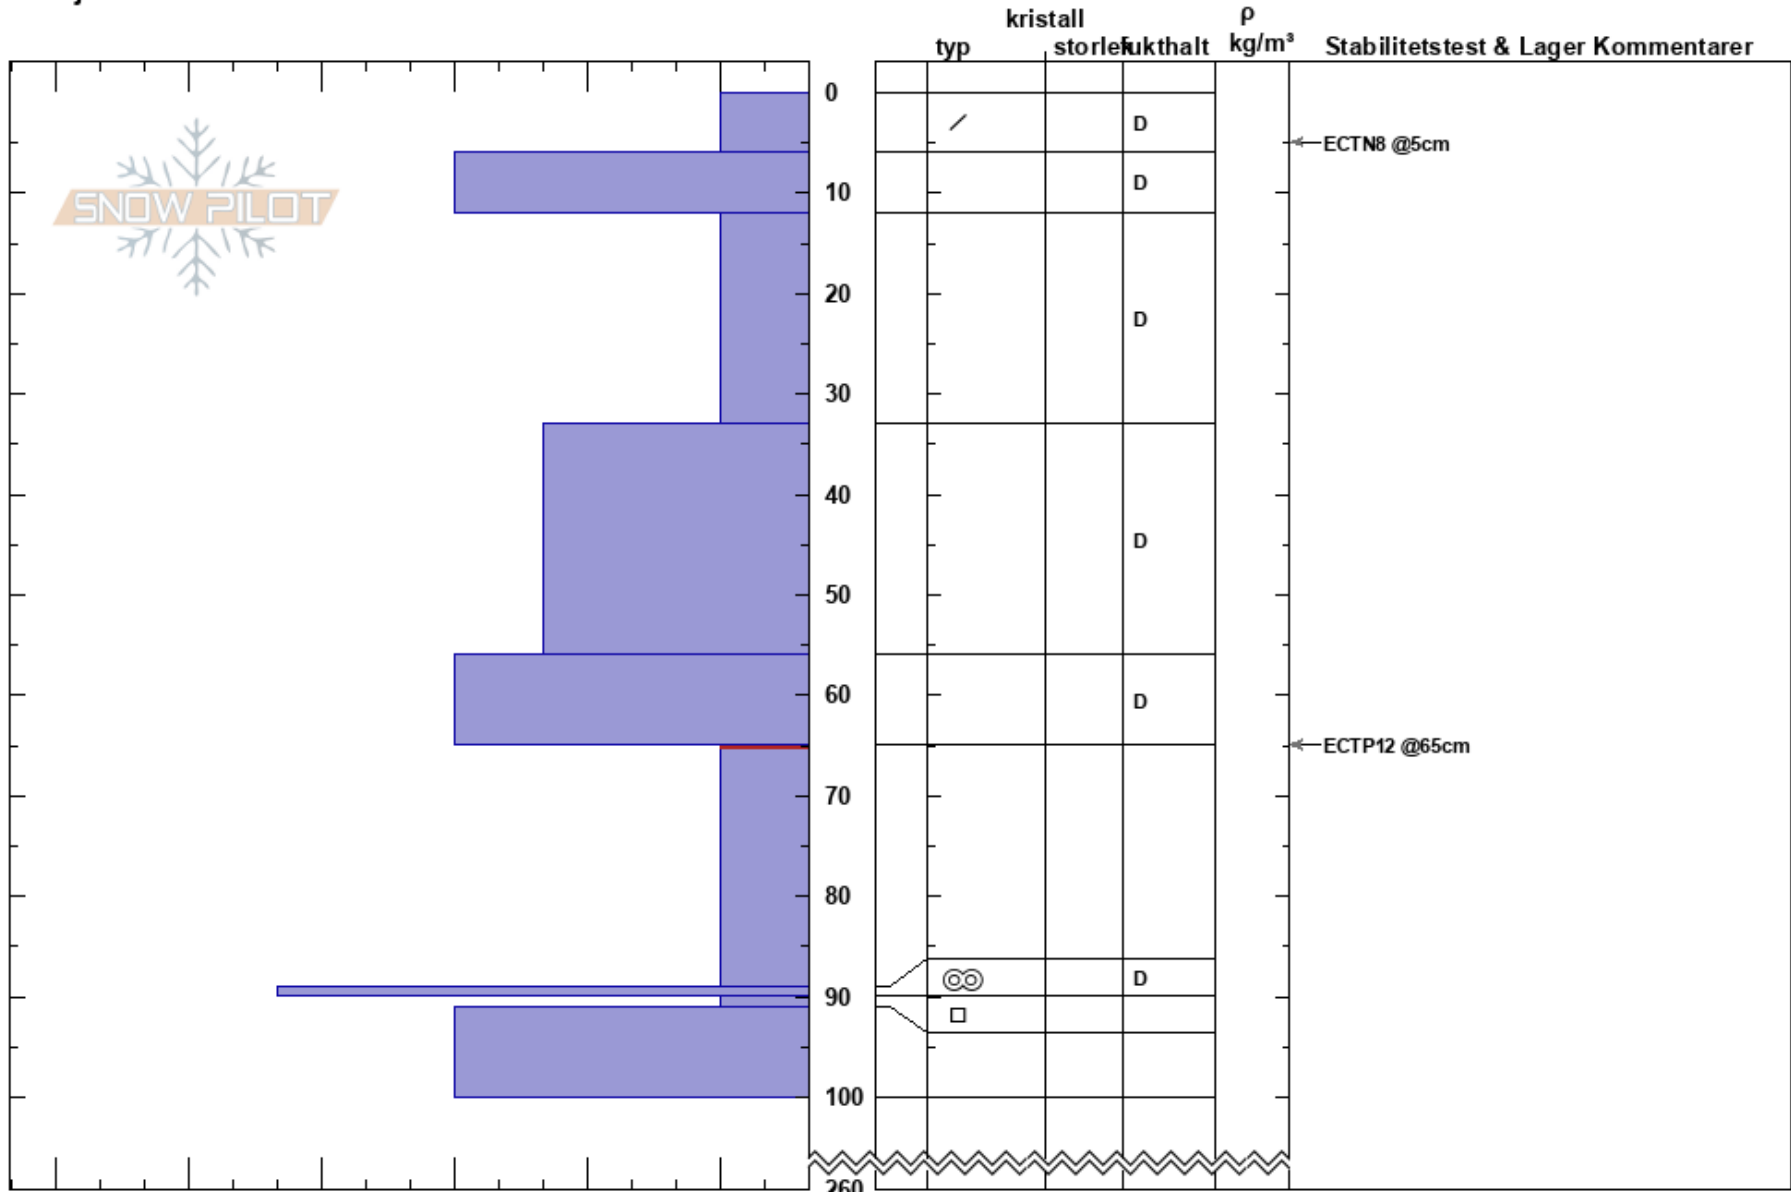 kristall
ρ
typ
storlek
fukthalt
kg/m³
Stabilitetstest & Lager Kommentarer
0
D
ECTN8 @5cm
D
10
SNOW PILOT
20
D
30
40
D
50
60
D
ECTP12 @65cm
70
80
D
90
100
260